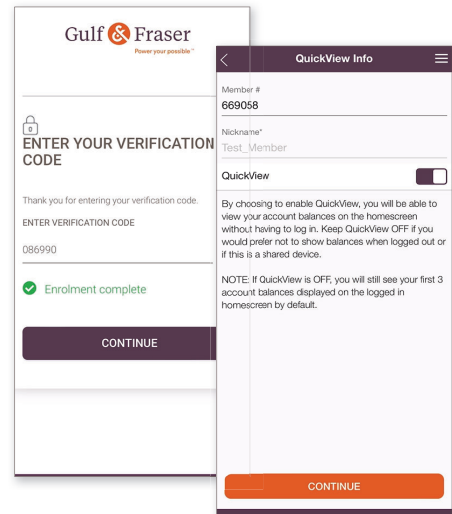 Gulf & Fraser
Power your possible™
ENTER YOUR VERIFICATION
CODE
Thank you for entering your verification code.
ENTER VERIFICATION CODE
086990
Enrolment complete
CONTINUE
QuickView Info
Member #
669058
Nickname*
Test_Member
QuickView
By choosing to enable QuickView, you will be able to
view your account balances on the homescreen
without having to log in. Keep QuickView OFF if you
would prefer not to show balances when logged out or
if this is a shared device.
NOTE: If QuickView is OFF, you will still see your first 3
account balances displayed on the logged in
homescreen by default.
CONTINUE